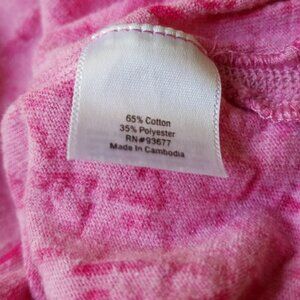 65% Cotton
35% Polyester
RN#93677
Made In Cambodia